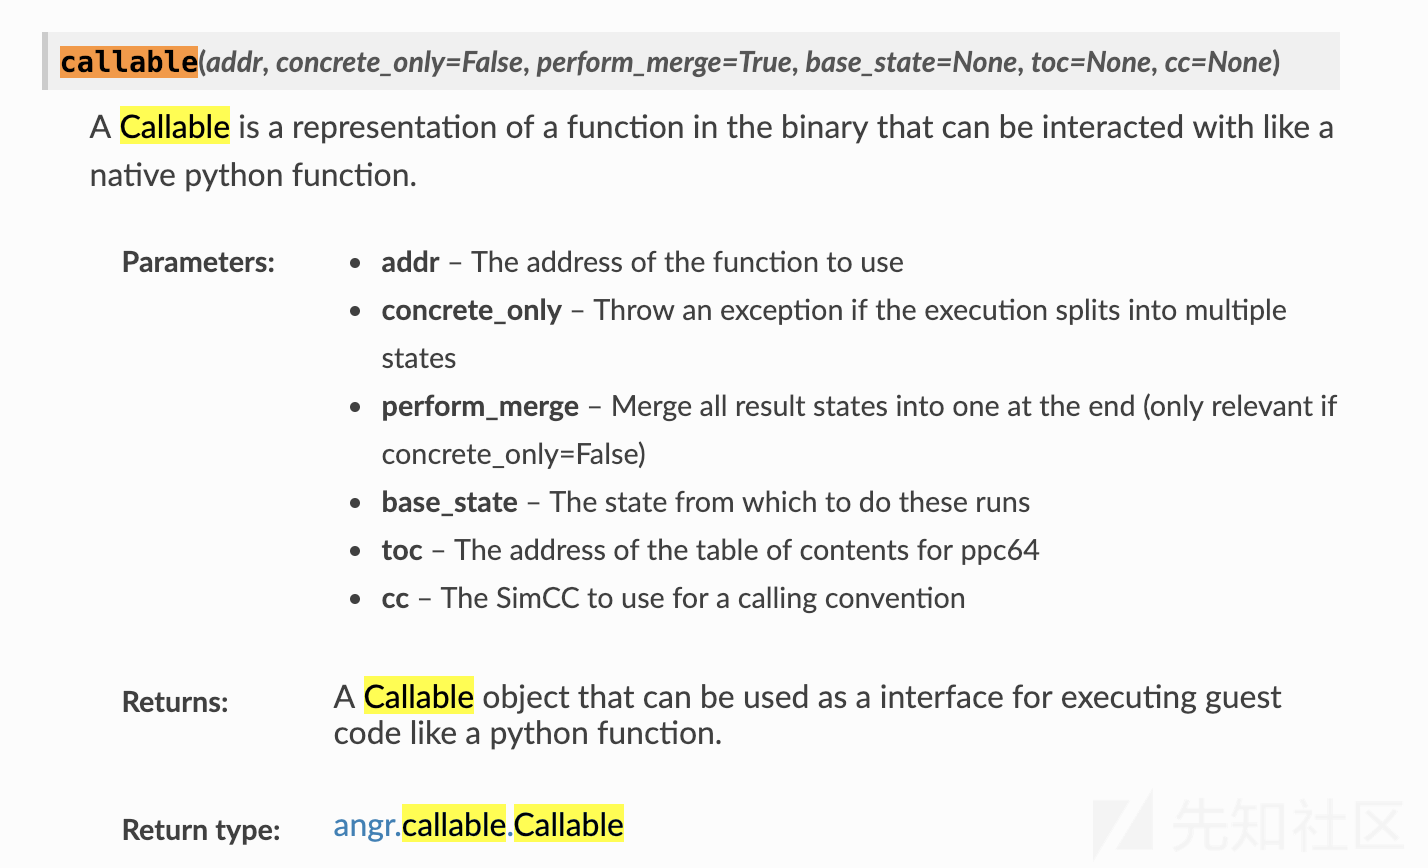 callable(addr, concrete_only=False, perform_merge=True, base_state=None, toc=None, cc=None)
A Callable is a representation of a function in the binary that can be interacted with like a
native python function.
Parameters:
• addr – The address of the function to use
• concrete_only – Throw an exception if the execution splits into multiple
states
• perform_merge – Merge all result states into one at the end (only relevant if
concrete_only=False)
• base_state – The state from which to do these runs
• toc – The address of the table of contents for ppc64
• cc – The SimCC to use for a calling convention
Returns:
A Callable object that can be used as a interface for executing guest
code like a python function.
Return type:
angr.callable.Callable
先知社区